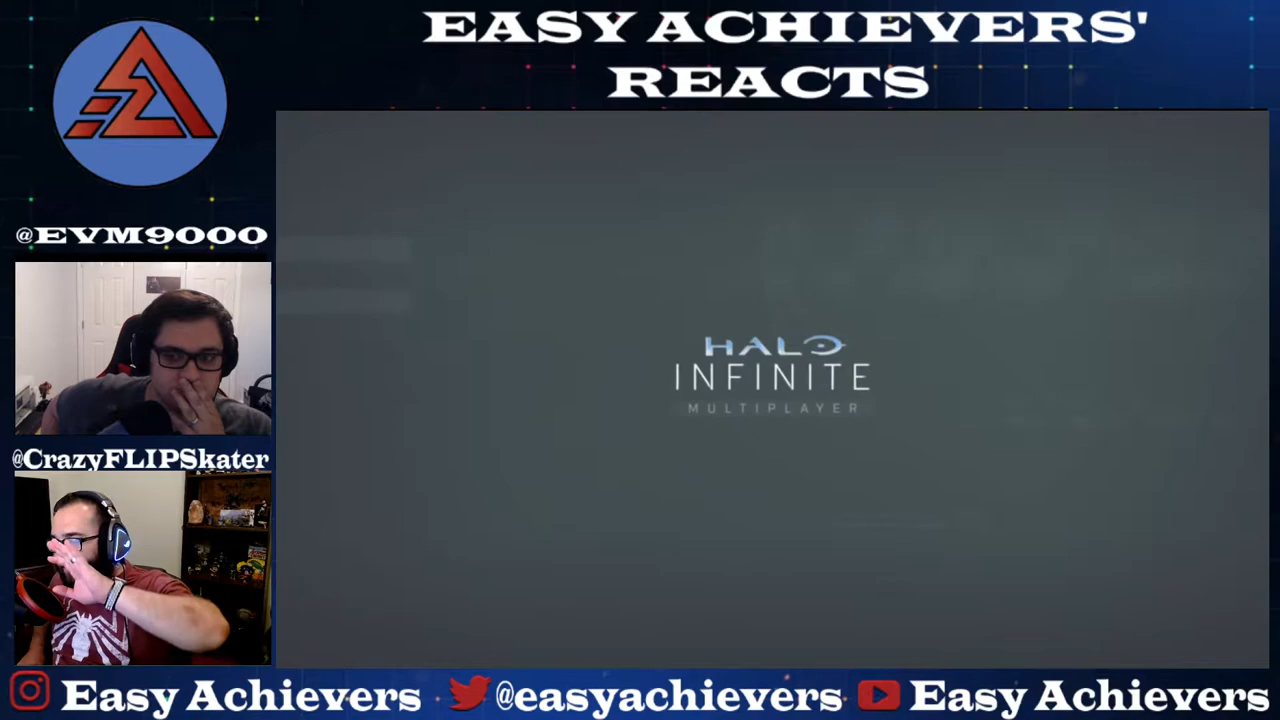 EASY ACHIEVERS'
REACTS
@EVM9000
@CrazyFLIPSkater
HALO
INFINITE
MULTIPLAYER
Easy Achievers
@easyachievers
Easy Achievers